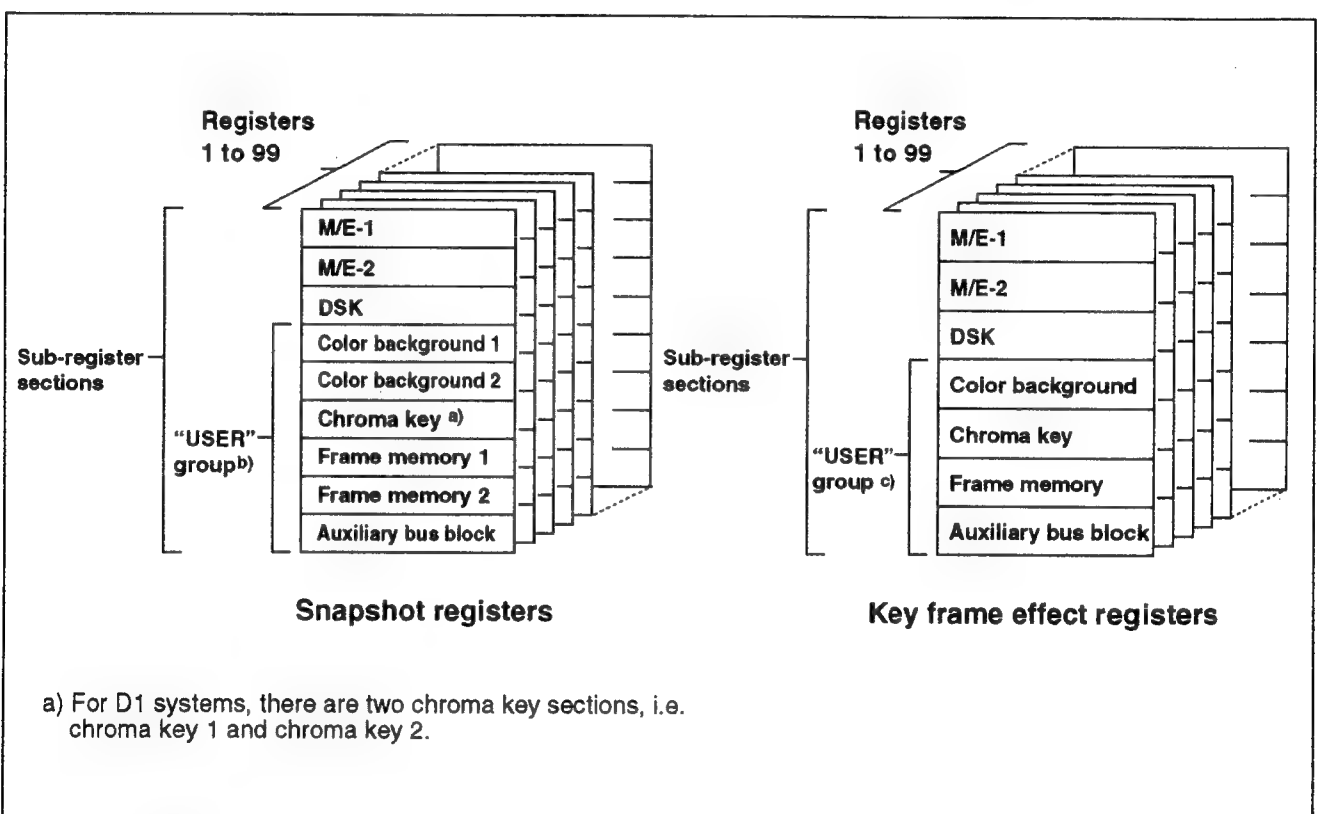 Registers
1 to 99
M/E-1
M/E-2
DSK
Color background 1
Color background 2
Chroma key a)
Frame memory 1
Frame memory 2
Auxiliary bus block
Sub-register
sections
“USER”
group b)
Snapshot registers
Registers
1 to 99
M/E-1
M/E-2
DSK
Color background
Chroma key
Frame memory
Auxiliary bus block
Sub-register
sections
“USER”
group c)
Key frame effect registers
a) For D1 systems, there are two chroma key sections, i.e.
chroma key 1 and chroma key 2.